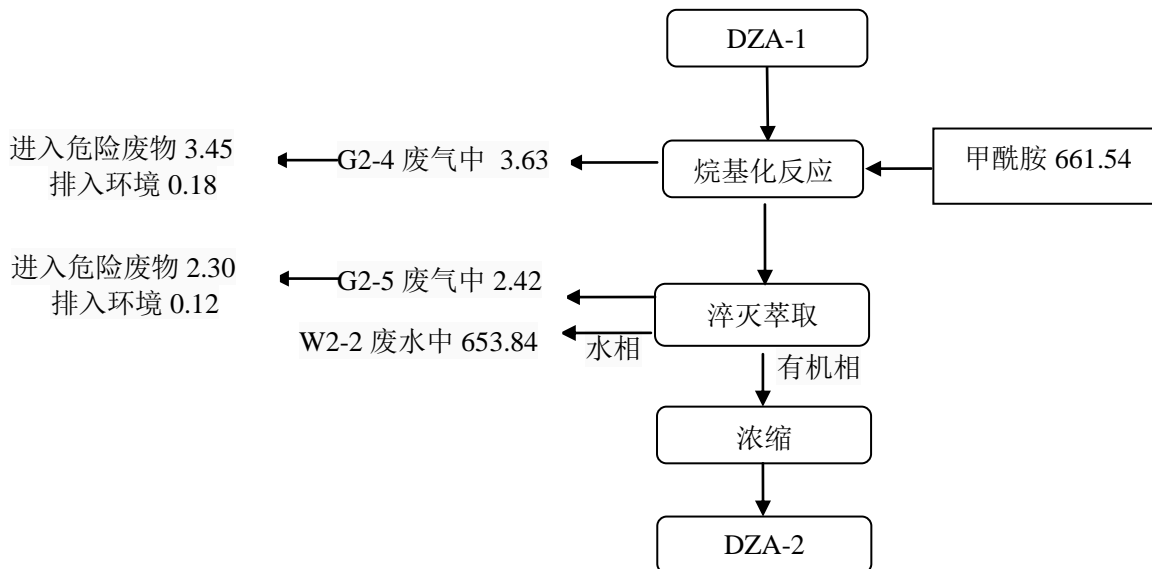 DZA-1
进入危险废物 3.45
排入环境 0.18
G2-4 废气中 3.63
烷基化反应
甲酰胺 661.54
进入危险废物 2.30
排入环境 0.12
G2-5 废气中 2.42
淬灭萃取
W2-2 废水中 653.84
水相
有机相
浓缩
DZA-2